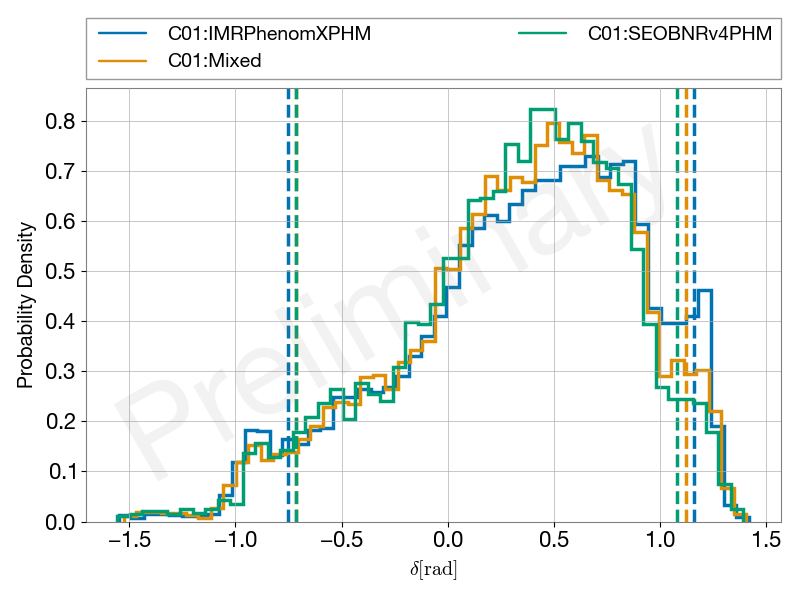 C01:IMRPhenomXPHM
C01:SEOBNRv4PHM
C01:Mixed
Preliminary
Probability Density
0.8
0.7
0.6
0.5
0.4
0.3
0.2
0.1
0.0
−1.5 −1.0 −0.5 0.0 0.5 1.0 1.5
δ[rad]